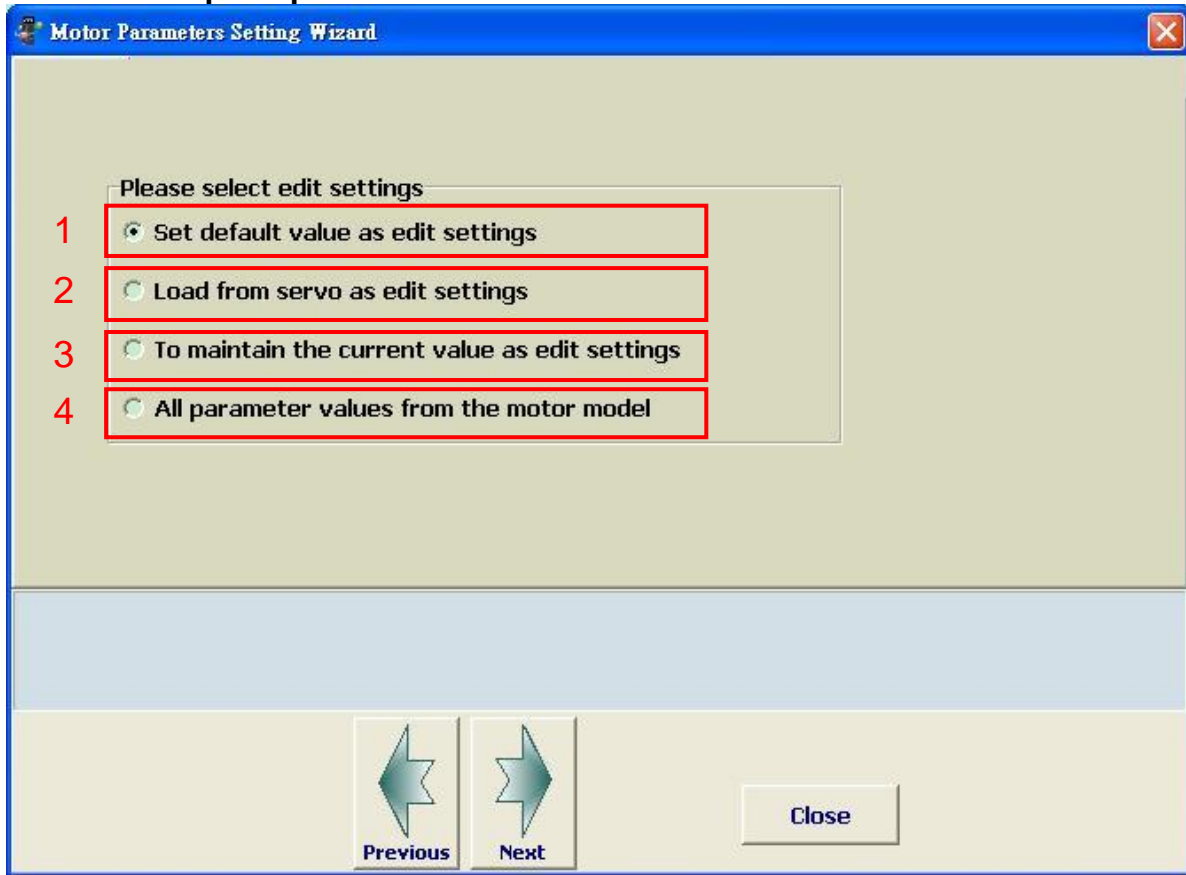 Motor Parameters Setting Wizard
Please select edit settings
1 Set default value as edit settings
2 Load from servo as edit settings
3 To maintain the current value as edit settings
4 All parameter values from the motor model
Previous Next Close